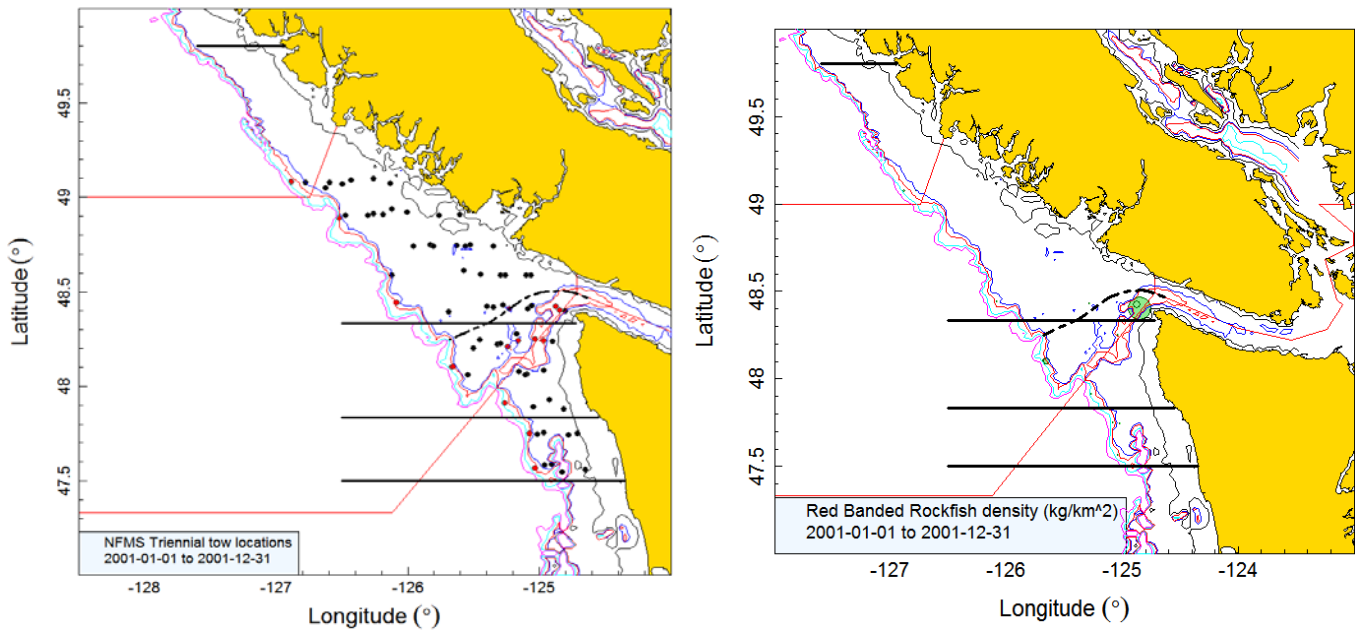 49.5
49
48.5
48
47.5
Latitude (°)
NFMS Triennial tow locations
2001-01-01 to 2001-12-31
-128
-127
-126
-125
Longitude (°)
49.5
49
48.5
48
47.5
Latitude (°)
Red Banded Rockfish density (kg/km^2)
2001-01-01 to 2001-12-31
-127
-126
-125
-124
Longitude (°)